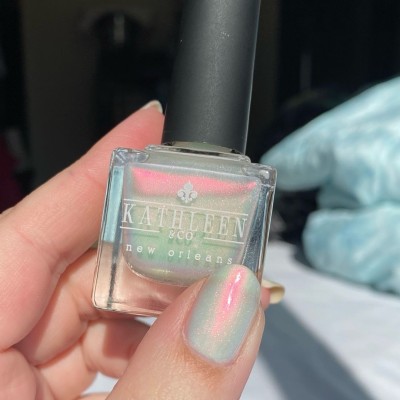 KATHLEEN
& CO.
new orleans